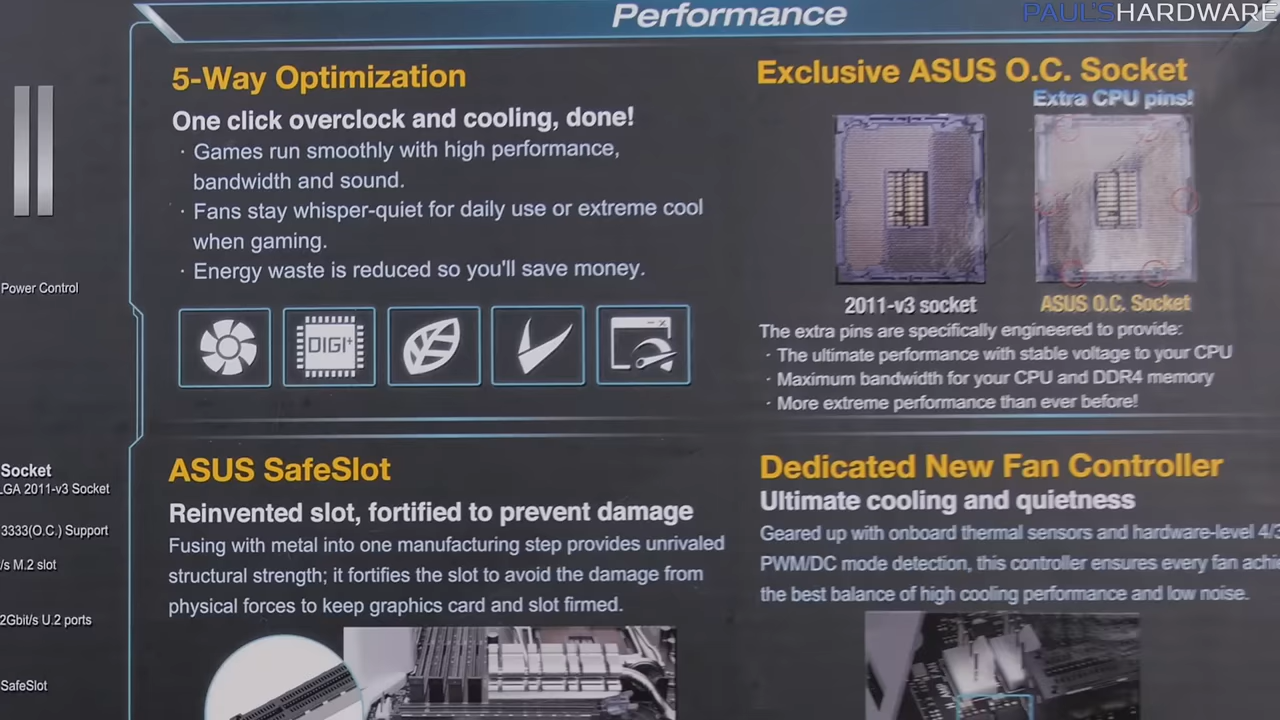 Performance
PAUL'SHARDWARE
5-Way Optimization
One click overclock and cooling, done!
· Games run smoothly with high performance,
bandwidth and sound.
· Fans stay whisper-quiet for daily use or extreme cool
when gaming.
· Energy waste is reduced so you'll save money.
DIGI+
Exclusive ASUS O.C. Socket
Extra CPU pins!
2011-v3 socket
ASUS O.C. Socket
The extra pins are specifically engineered to provide:
· The ultimate performance with stable voltage to your CPU
· Maximum bandwidth for your CPU and DDR4 memory
· More extreme performance than ever before!
Power Control
Socket
LGA 2011-v3 Socket
3333(O.C.) Support
/s M.2 slot
2Gbit/s U.2 ports
SafeSlot
ASUS SafeSlot
Reinvented slot, fortified to prevent damage
Fusing with metal into one manufacturing step provides unrivaled
structural strength; it fortifies the slot to avoid the damage from
physical forces to keep graphics card and slot firmed.
Dedicated New Fan Controller
Ultimate cooling and quietness
Geared up with onboard thermal sensors and hardware-level 4/3
PWM/DC mode detection, this controller ensures every fan achie
the best balance of high cooling performance and low noise.